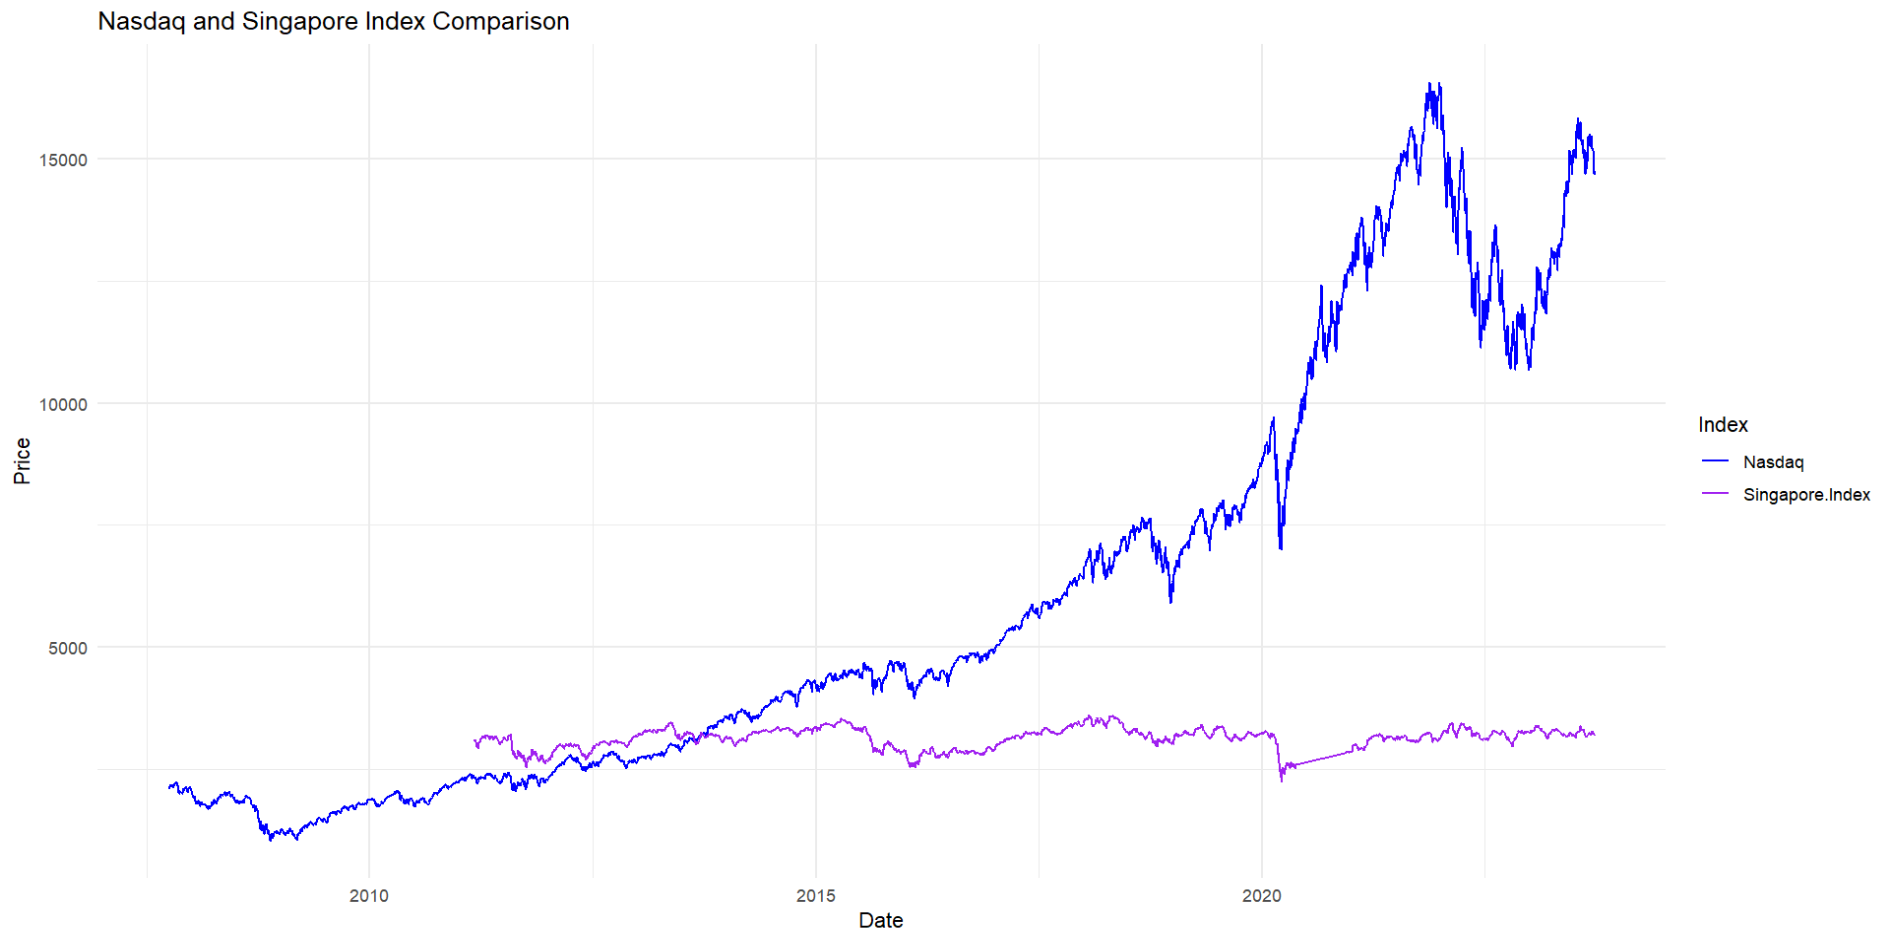 Nasdaq and Singapore Index Comparison
15000
10000
5000
Price
2010
2015
2020
Date
Index
Nasdaq
Singapore.Index